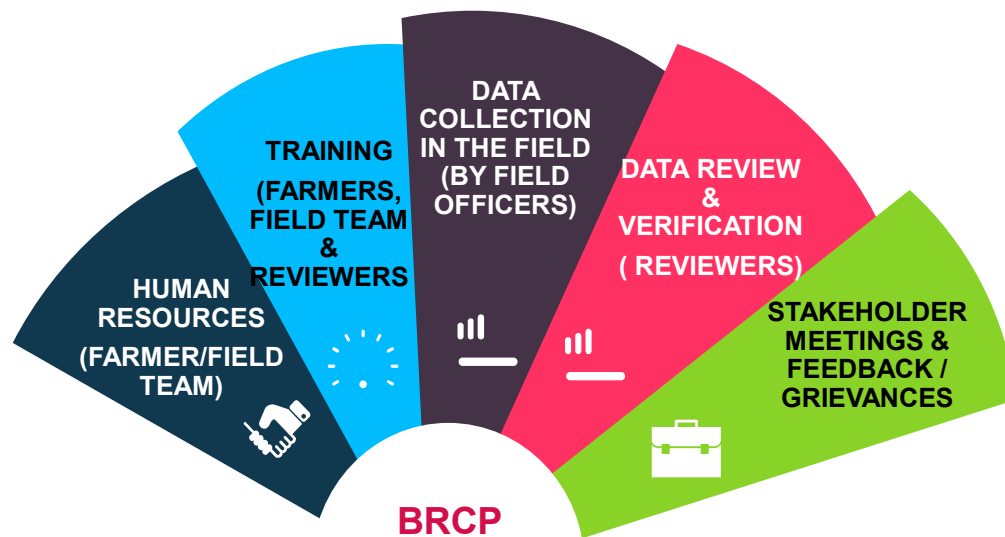 HUMAN
RESOURCES
(FARMER/FIELD
TEAM)
TRAINING
(FARMERS,
FIELD TEAM
&
REVIEWERS
DATA
COLLECTION
IN THE FIELD
(BY FIELD
OFFICERS)
DATA REVIEW
&
VERIFICATION
( REVIEWERS)
STAKEHOLDER
MEETINGS &
FEEDBACK /
GRIEVANCES
BRCP